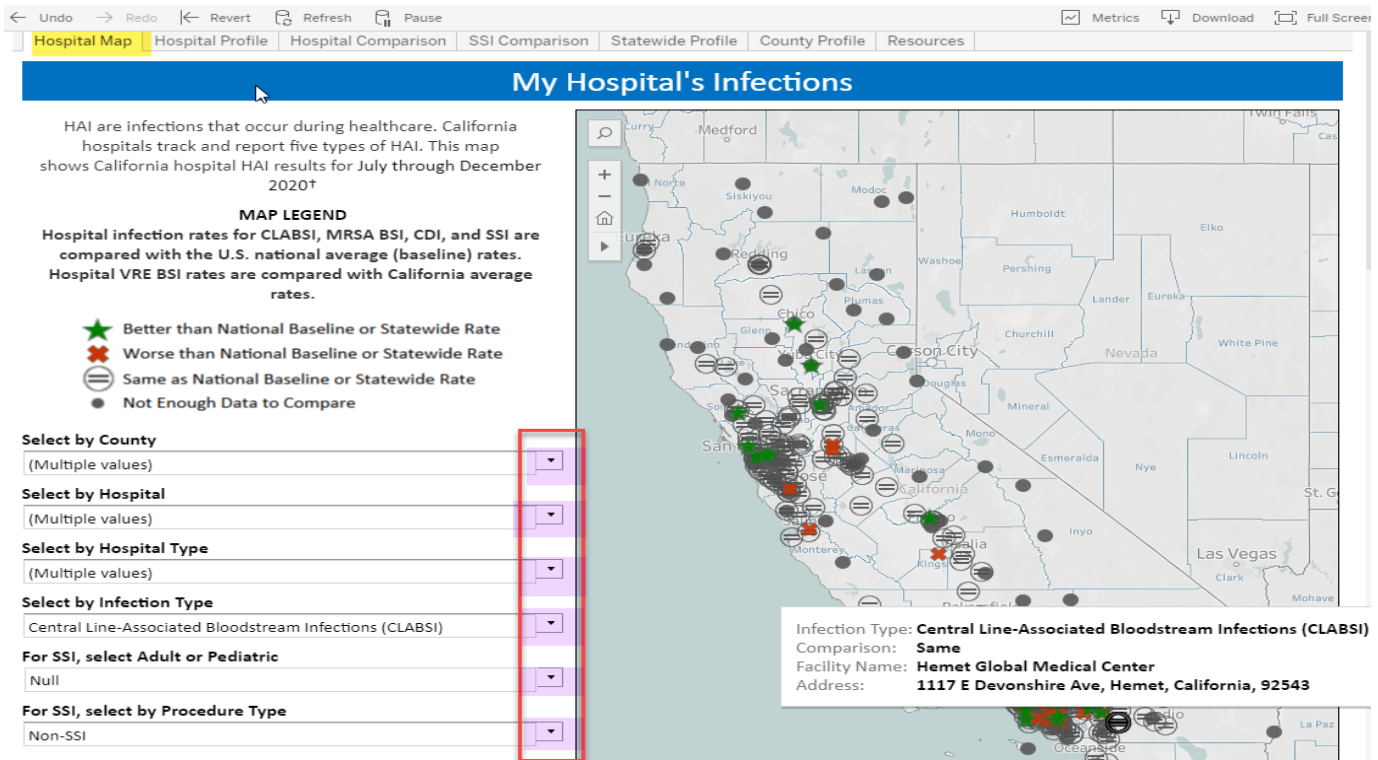 Undo Redo Revert Refresh Pause Metrics Download Full Screen
Hospital Map Hospital Profile Hospital Comparison SSI Comparison Statewide Profile County Profile Resources
My Hospital's Infections
HAI are infections that occur during healthcare. California
hospitals track and report five types of HAI. This map
shows California hospital HAI results for July through December
2020†
MAP LEGEND
Hospital infection rates for CLABSI, MRSA BSI, CDI, and SSI are
compared with the U.S. national average (baseline) rates.
Hospital VRE BSI rates are compared with California average
rates.
Better than National Baseline or Statewide Rate
Worse than National Baseline or Statewide Rate
Same as National Baseline or Statewide Rate
Not Enough Data to Compare
Select by County
(Multiple values)
Select by Hospital
(Multiple values)
Select by Hospital Type
(Multiple values)
Select by Infection Type
Central Line-Associated Bloodstream Infections (CLABSI)
For SSI, select Adult or Pediatric
Null
For SSI, select by Procedure Type
Non-SSI
Curry
Medford
Twin Falls
Cas
Norte
Siskiyou
Modoc
Humboldt
Elko
Eureka
Redding
Washoe
Pershing
Lander
Eureka
Plumas
Chico
Glenn
Churchill
White Pine
Yuba City
Carson City
Nevada
Douglas
Sacramento
Amador
Mineral
Mono
San
Esmeralda
Nye
Lincoln
Mariposa
California
St. G
Inyo
Monterey
Kings
Las Vegas
Clark
Mohave
Bakersfield
Infection Type: Central Line-Associated Bloodstream Infections (CLABSI)
Comparison: Same
Facility Name: Hemet Global Medical Center
Address: 1117 E Devonshire Ave, Hemet, California, 92543
La Paz
Oceanside